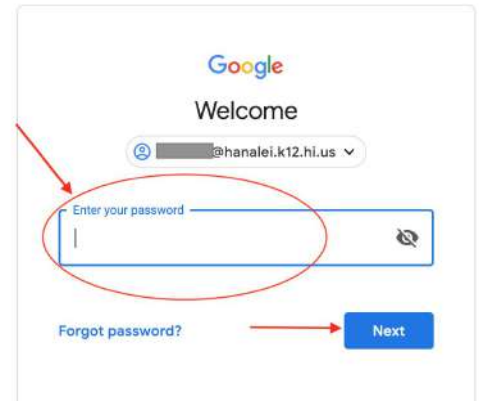 Google
Welcome
@hanalei.k12.hi.us
Enter your password
Forgot password?
Next